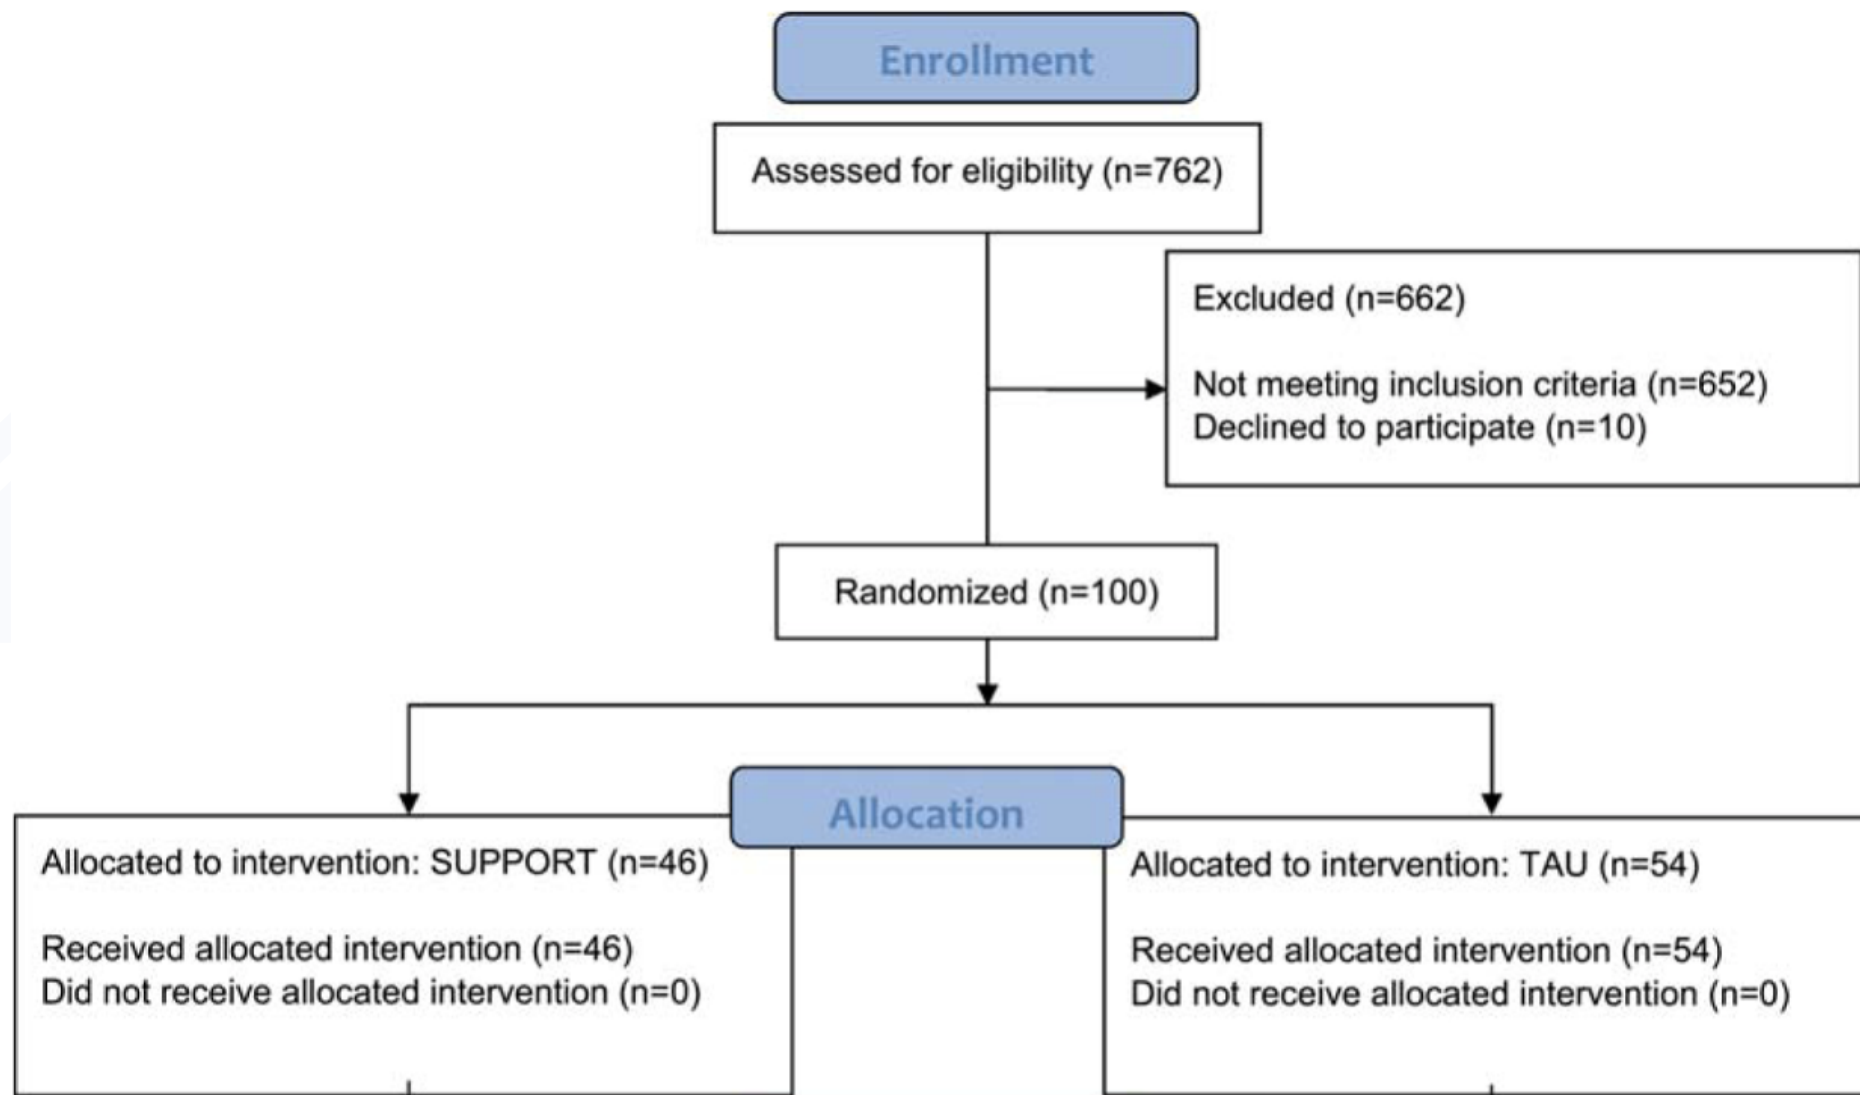 Enrollment
Assessed for eligibility (n=762)
Excluded (n=662)
Not meeting inclusion criteria (n=652)
Declined to participate (n=10)
Randomized (n=100)
Allocation
Allocated to intervention: SUPPORT (n=46)
Received allocated intervention (n=46)
Did not receive allocated intervention (n=0)
Allocated to intervention: TAU (n=54)
Received allocated intervention (n=54)
Did not receive allocated intervention (n=0)